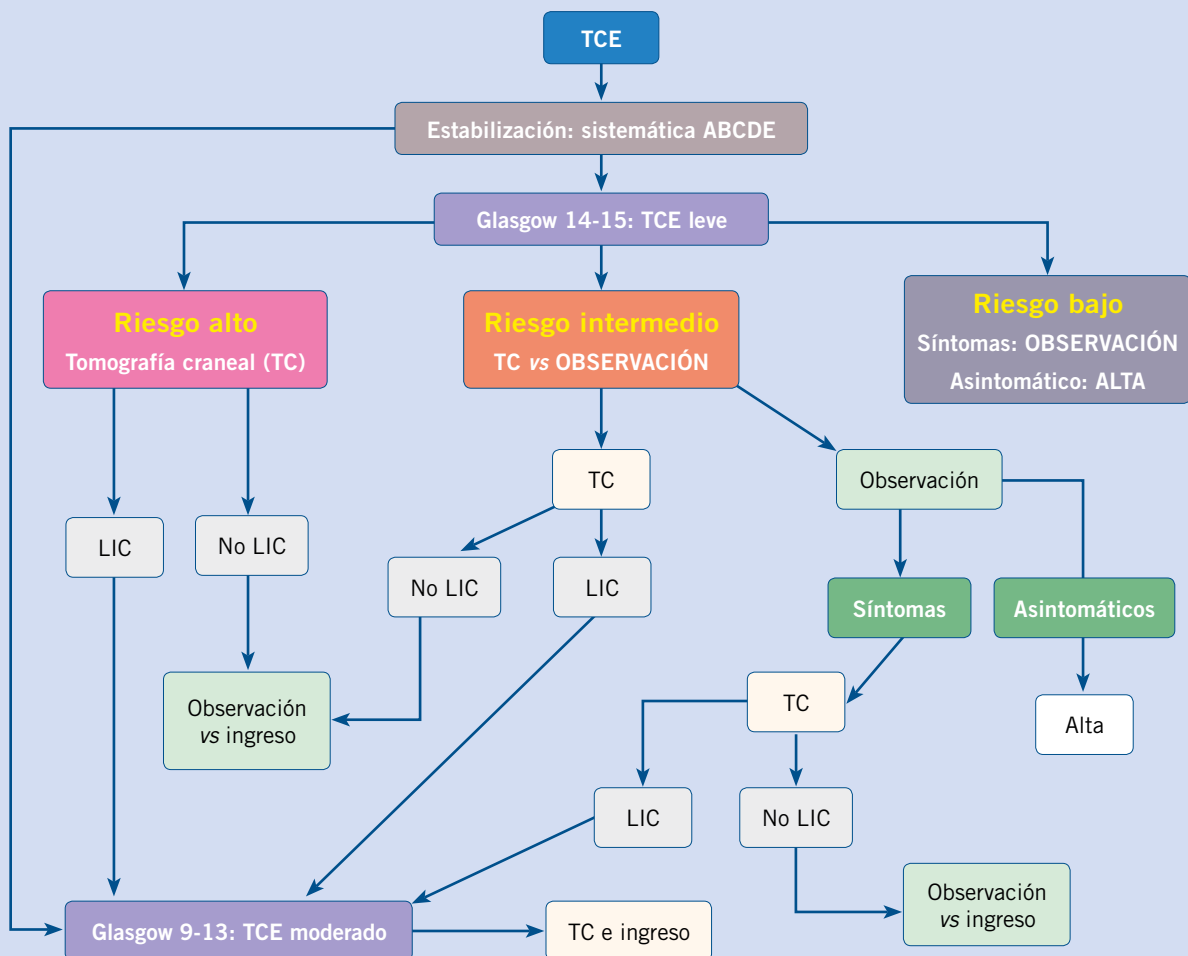 TCE
Estabilización: sistemática ABCDE
Glasgow 14-15: TCE leve
Riesgo alto
Tomografía craneal (TC)
Riesgo intermedio
TC vs OBSERVACIÓN
Riesgo bajo
Síntomas: OBSERVACIÓN
Asintomático: ALTA
TC
Observación
LIC
No LIC
No LIC
LIC
Síntomas
Asintomáticos
Observación
vs ingreso
TC
Alta
LIC
No LIC
Observación
vs ingreso
Glasgow 9-13: TCE moderado
TC e ingreso